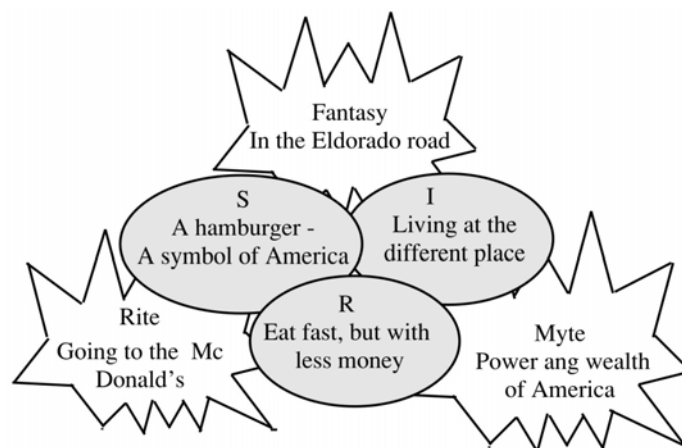 Fantasy
In the Eldorado road
S
A hamburger -
A symbol of America
I
Living at the
different place
R
Eat fast, but with
less money
Rite
Going to the Mc
Donald's
Myte
Power ang wealth
of America